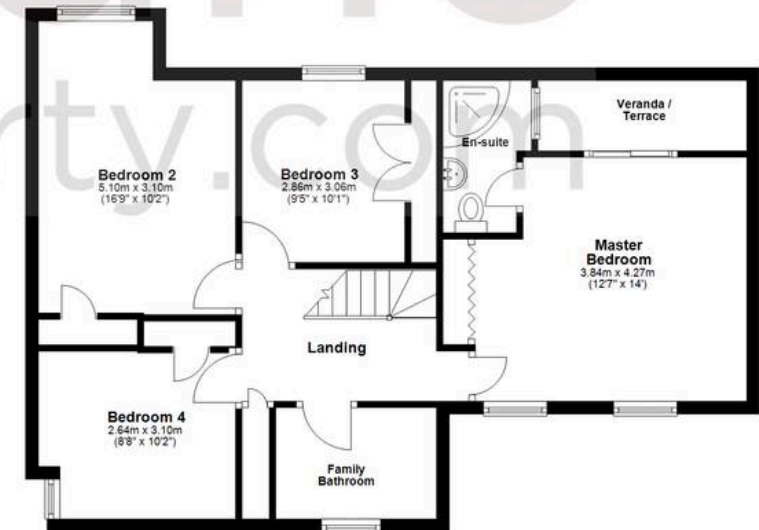 rty.com
Bedroom 2
5.10m x 3.10m
(16'9" x 10'2")
Bedroom 3
2.86m x 3.06m
(9'5" x 10'1")
En-suite
Veranda /
Terrace
Master
Bedroom
3.84m x 4.27m
(12'7" x 14')
Landing
Bedroom 4
2.64m x 3.10m
(8'8" x 10'2")
Family
Bathroom